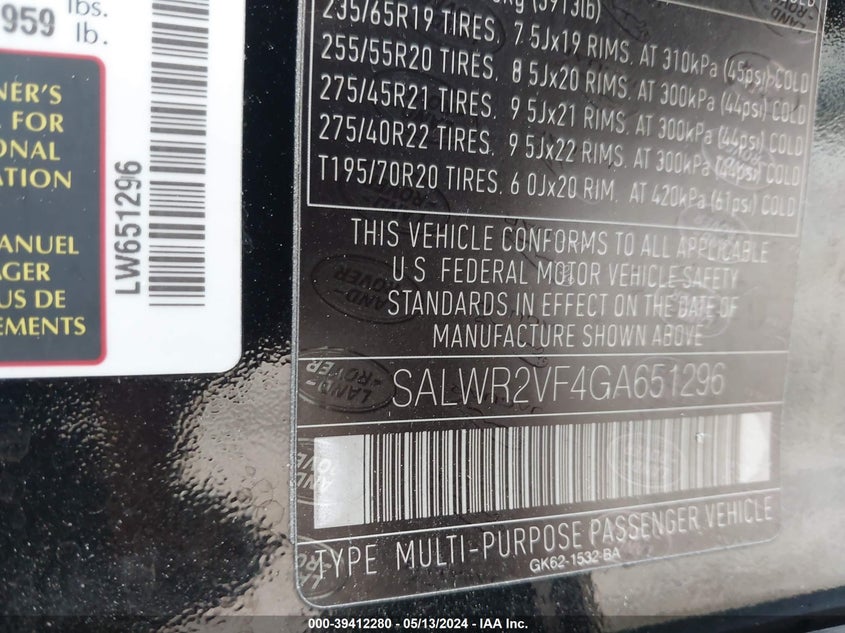 959 lbs.
lb.
NER'S
FOR
ONAL
ATION
MANUEL
AGER
US DE
EMENTS
LW651296
(3913lb)
235/65R19 TIRES. 7 5Jx19 RIMS. AT 310kPa (45psi) COLD
255/55R20 TIRES. 8 5Jx20 RIMS. AT 300kPa (44psi) COLD
275/45R21 TIRES. 9 5Jx21 RIMS. AT 300kPa (44psi) COLD
275/40R22 TIRES. 9 5Jx22 RIMS. AT 300kPa (44psi) COLD
T195/70R20 TIRES. 6 0Jx20 RIM. AT 420kPa (61psi) COLD
THIS VEHICLE CONFORMS TO ALL APPLICABLE
U.S FEDERAL MOTOR VEHICLE SAFETY
STANDARDS IN EFFECT ON THE DATE OF
MANUFACTURE SHOWN ABOVE
SALWR2VF4GA651296
TYPE MULTI-PURPOSE PASSENGER VEHICLE
GK62-1532-BA
LAND-
ROVER
000-39412280 - 05/13/2024 - IAA Inc.